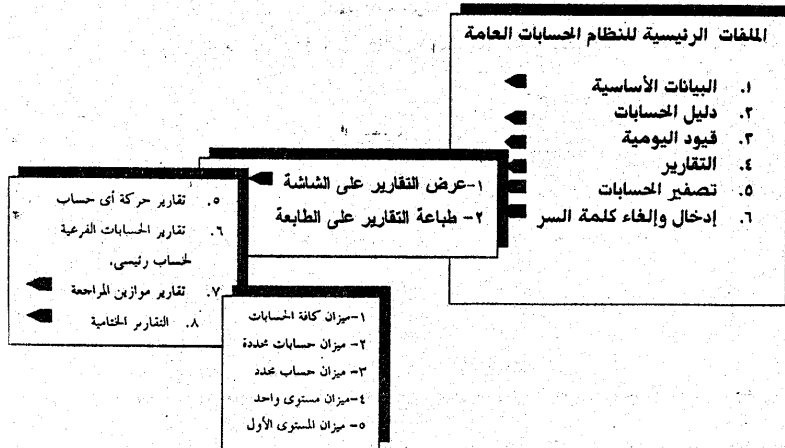 الملفات الرئيسية للنظام الحسابات العامة
١. البيانات الأساسية
٢. دليل الحسابات
٣. قيود اليومية
٤. التقارير
٥. تصفير الحسابات
٦. إدخال وإلغاء كلمة السر
١-عرض التقارير على الشاشة
٢- طباعة التقارير على الطابعة
٥. تقارير حركة أى حساب
٦. تقارير الحسابات الفرعية
لحساب رئيسى.
٧. تقارير موازين المراجعة
٨. التقارير الختامية
١-ميزان كافة الحسابات
٢- ميزان حسابات محددة
٣- ميزان حساب محدد
٤-ميزان مستوى واحد
٥- ميزان المستوى الأول